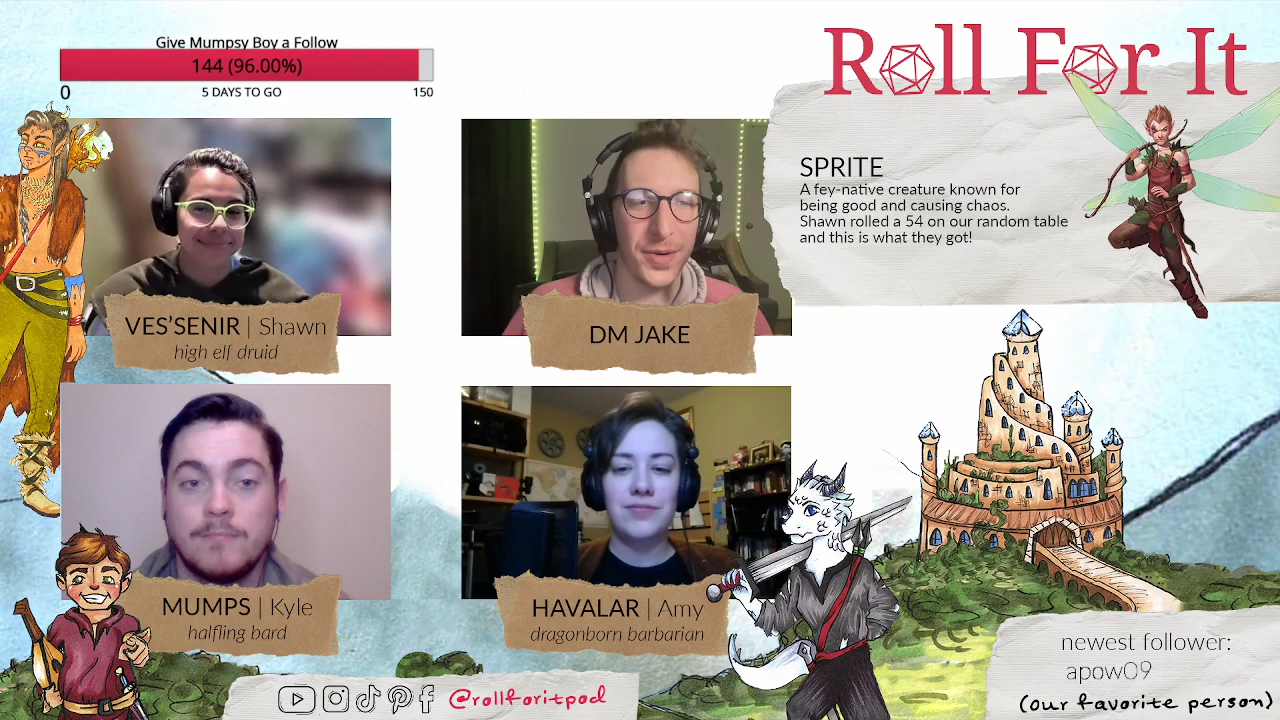 Give Mumpsy Boy a Follow
144 (96.00%)
0
5 DAYS TO GO
150
Roll For It
SPRITE
A fey-native creature known for
being good and causing chaos.
Shawn rolled a 54 on our random table
and this is what they got!
VES'SENIR | Shawn
high elf druid
DM JAKE
MUMPS | Kyle
halfling bard
HAVALAR | Amy
dragonborn barbarian
newest follower:
apow09
(our favorite person)
@rollforitpod